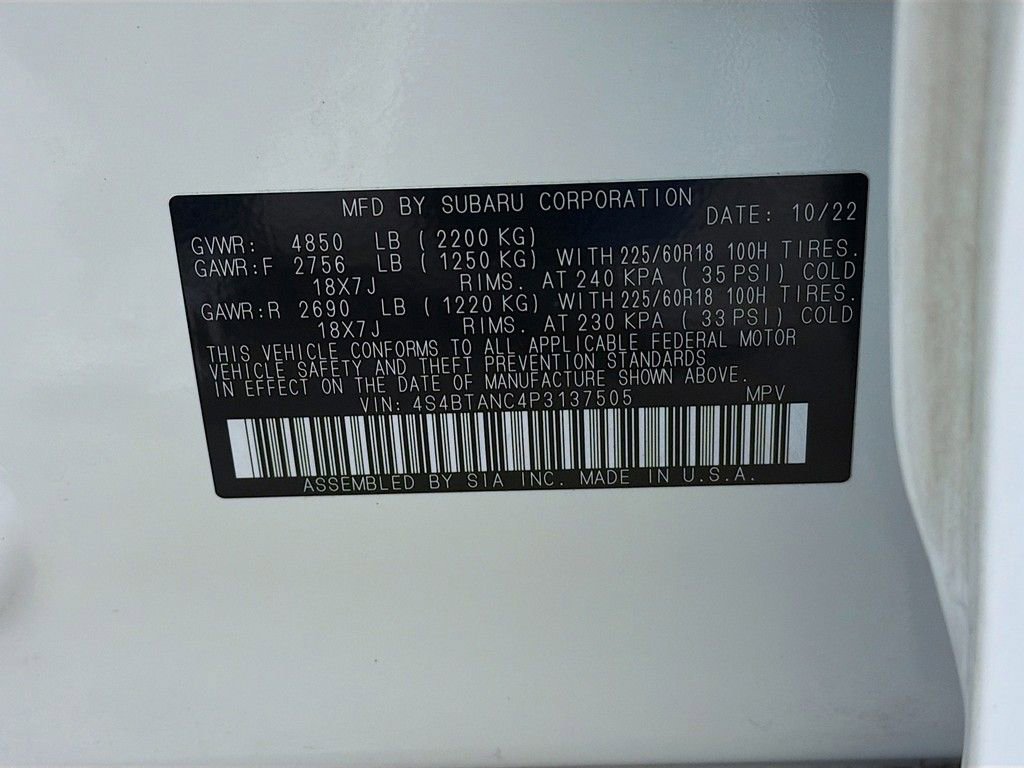 MFD BY SUBARU CORPORATION DATE: 10/22
GVWR: 4850 LB ( 2200 KG)
GAWR:F 2756 LB ( 1250 KG) WITH 225/60R18 100H TIRES.
18X7J RIMS. AT 240 KPA ( 35 PSI) COLD
GAWR:R 2690 LB ( 1220 KG) WITH 225/60R18 100H TIRES.
18X7J RIMS. AT 230 KPA ( 33 PSI) COLD
THIS VEHICLE CONFORMS TO ALL APPLICABLE FEDERAL MOTOR
VEHICLE SAFETY AND THEFT PREVENTION STANDARDS
IN EFFECT ON THE DATE OF MANUFACTURE SHOWN ABOVE.
VIN: 4S4BTANC4P3137505 MPV
ASSEMBLED BY SIA INC. MADE IN U.S.A.